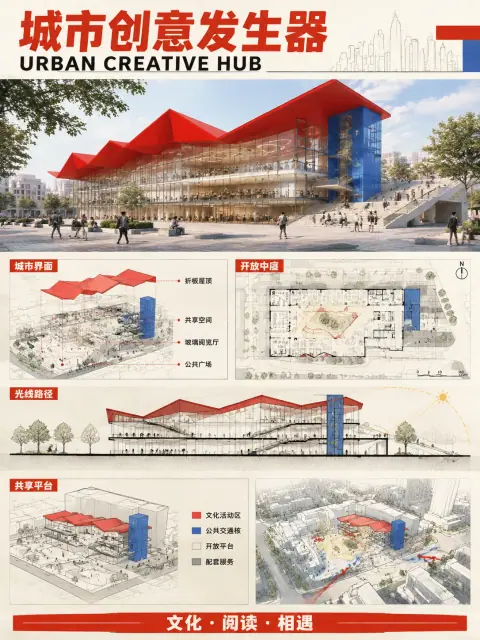 城市创意发生器
URBAN CREATIVE HUB
城市界面
折板屋顶
共享空间
玻璃阅览厅
公共广场
开放中庭
N
光线路径
共享平台
文化活动区
公共交通核
开放平台
配套服务
文化·阅读·相遇